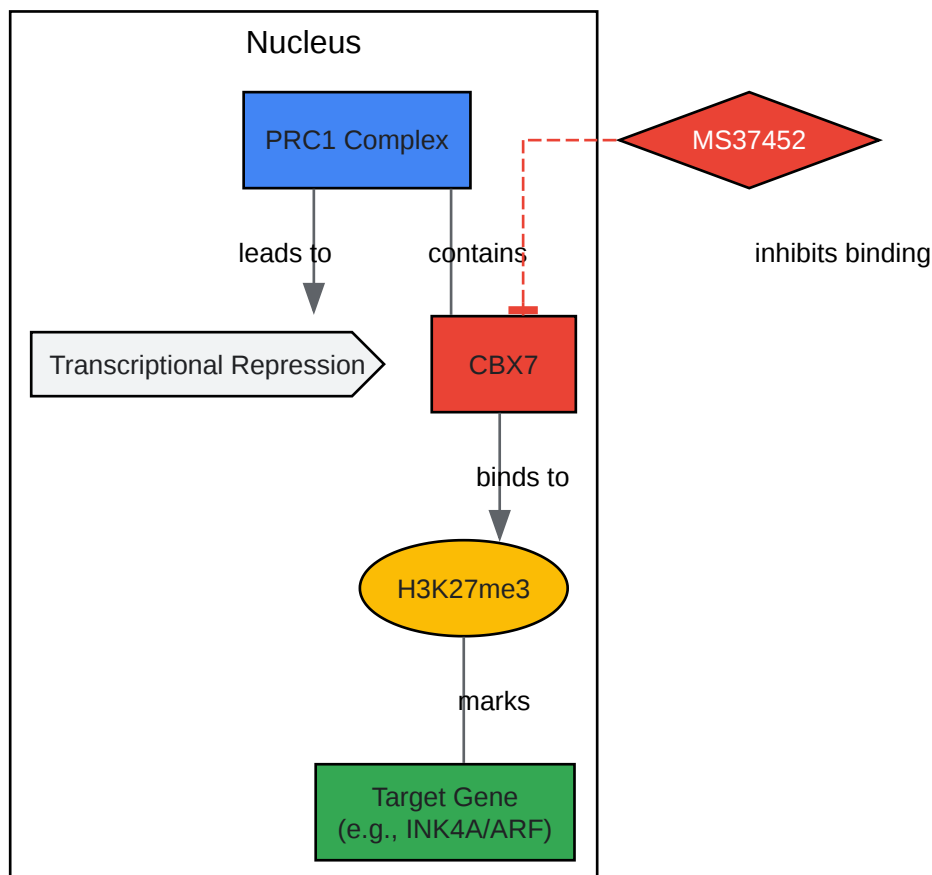 Nucleus
PRC1 Complex
MS37452
leads to
contains
inhibits binding
Transcriptional Repression
CBX7
binds to
H3K27me3
marks
Target Gene
(e.g., INK4A/ARF)